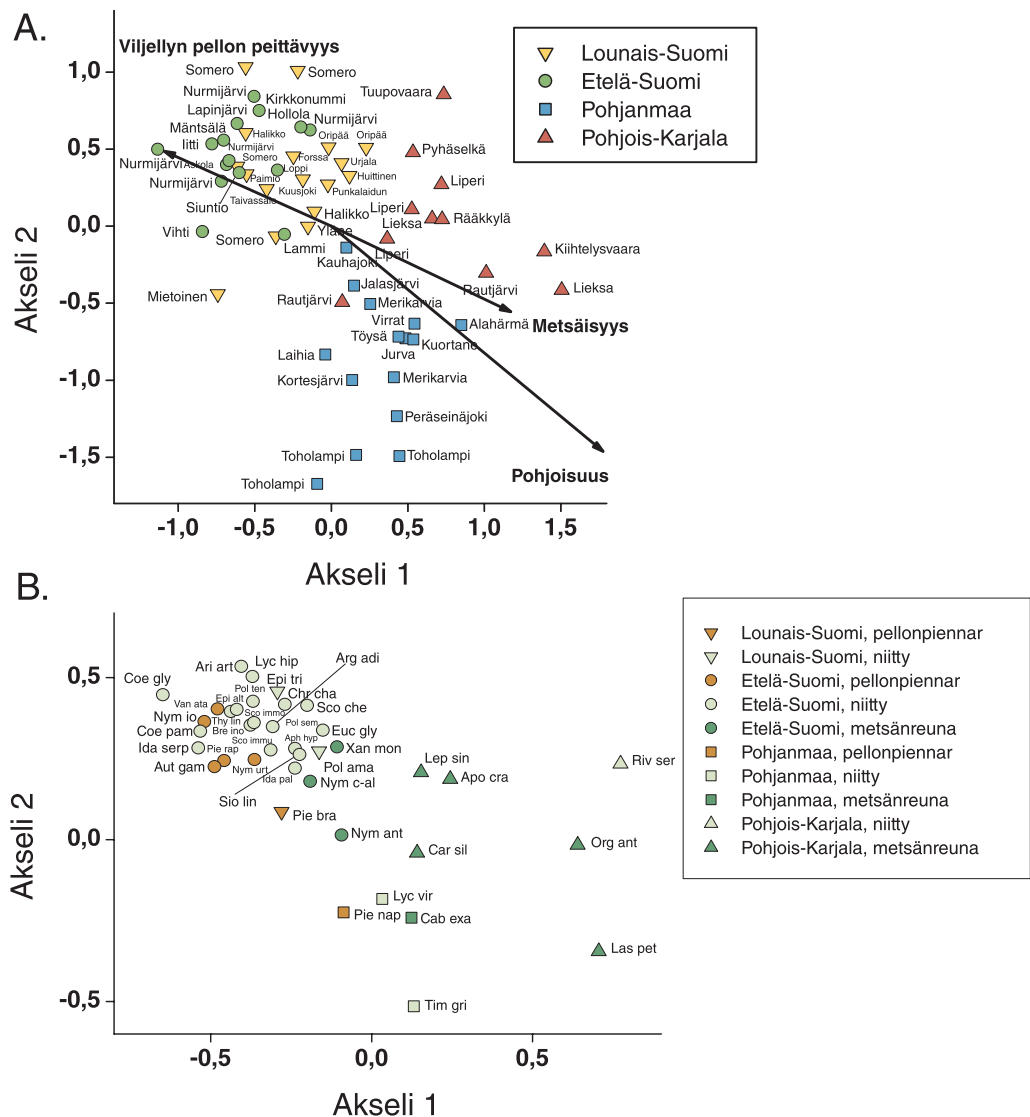 A.
Viljellyn pellon peittävyys
Lounais-Suomi
Etelä-Suomi
Pohjanmaa
Pohjois-Karjala
Akseli 2
1,0
0,5
0,0
-0,5
-1,0
-1,5
Somero
Somero
Tuupovaara
Nurmijärvi
Kirkkonummi
Lapinjärvi
Hollola
Nurmijärvi
Mäntsälä
Halikko
Oripää
Oripää
Iitti
Nurmijärvi
Pyhäselkä
Nurmijärvi
Askola
Somero
Forssa
Urjala
Loppi
Paimio
Huittinen
Liperi
Nurmijärvi
Kuusjoki
Punkalaidun
Taivassalo
Siuntio
Halikko
Liperi
Lieksa
Rääkkylä
Vihti
Yläne
Somero
Lammi
Liperi
Kiihtelysvaara
Kauhajoki
Jalasjärvi
Rautjärvi
Lieksa
Mietoinen
Rautjärvi
Merikarvia
Virrat
Alahärmä
Metsäisyys
Töysä
Kuortane
Jurva
Laihia
Kortesjärvi
Merikarvia
Peräseinäjoki
Toholampi
Toholampi
Pohjoisuus
Toholampi
-1,0
-0,5
0,0
0,5
1,0
1,5
Akseli 1
B.
Lounais-Suomi, pellonpiennar
Lounais-Suomi, niitty
Etelä-Suomi, pellonpiennar
Etelä-Suomi, niitty
Etelä-Suomi, metsänreuna
Pohjanmaa, pellonpiennar
Pohjanmaa, niitty
Pohjanmaa, metsänreuna
Pohjois-Karjala, niitty
Pohjois-Karjala, metsänreuna
Akseli 2
0,5
0,0
-0,5
Ari art
Lyc hip
Arg adi
Coe gly
Epi tri
Pol ten
Chr cha
Van ata
Epi alt
Sco immo
Sco che
Nym io
Thy lin
Pol sem
Coe pam
Bre ino
Euc gly
Sco immu
Aph hyp
Ida serp
Pie rap
Xan mon
Aut gam
Nym urt
Pol ama
Ida pal
Nym c-al
Sio lin
Lep sin
Apo cra
Riv ser
Pie bra
Nym ant
Car sil
Org ant
Lyc vir
Pie nap
Cab exa
Las pet
Tim gri
-0,5
0,0
0,5
Akseli 1